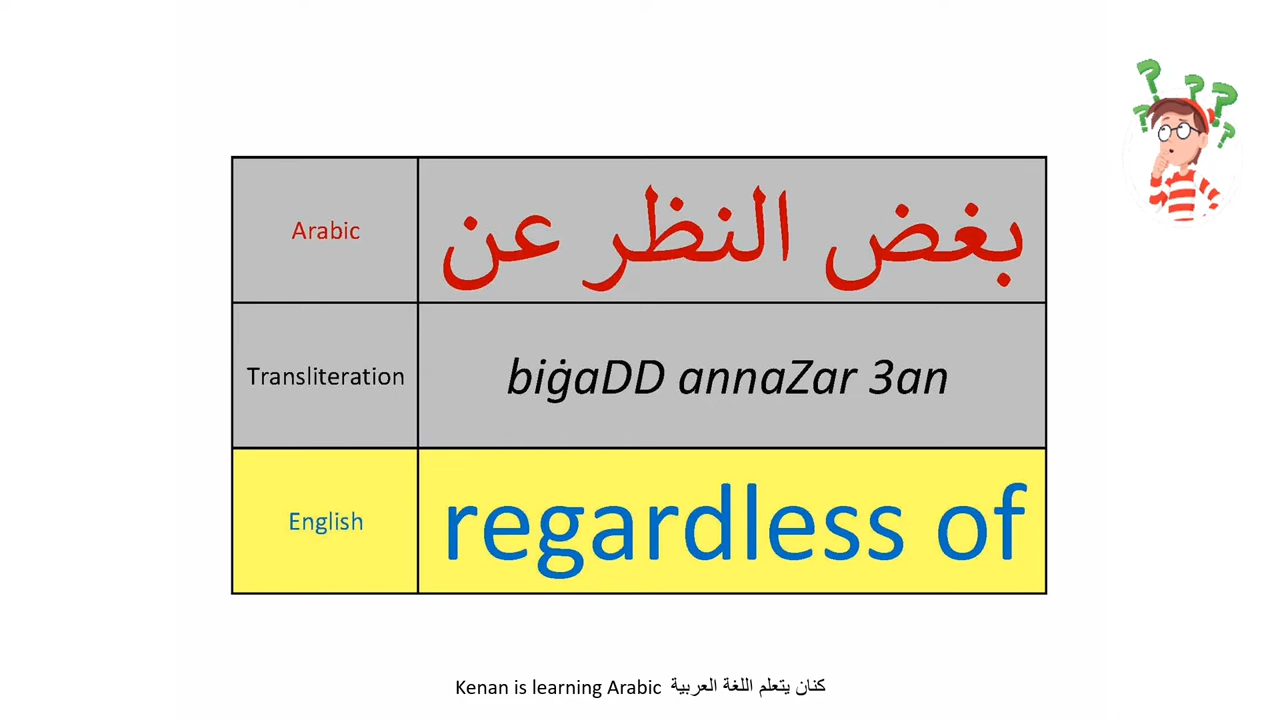 Arabic بغض النظر عن
Transliteration biġaDD annaZar 3an
English regardless of
Kenan is learning Arabic كنان يتعلم اللغة العربية